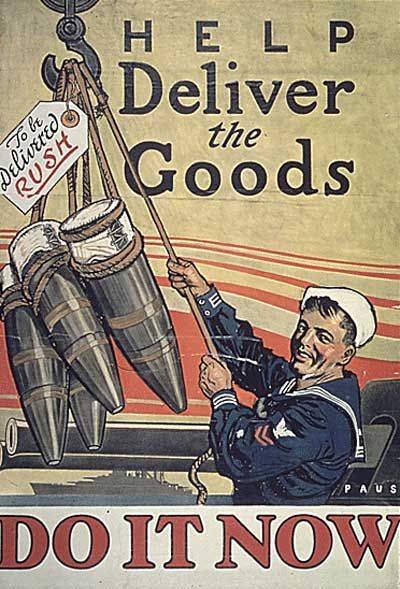 HELP
Deliver
the
Goods
To be
Delivered
RUSH
PAUS
DO IT NOW